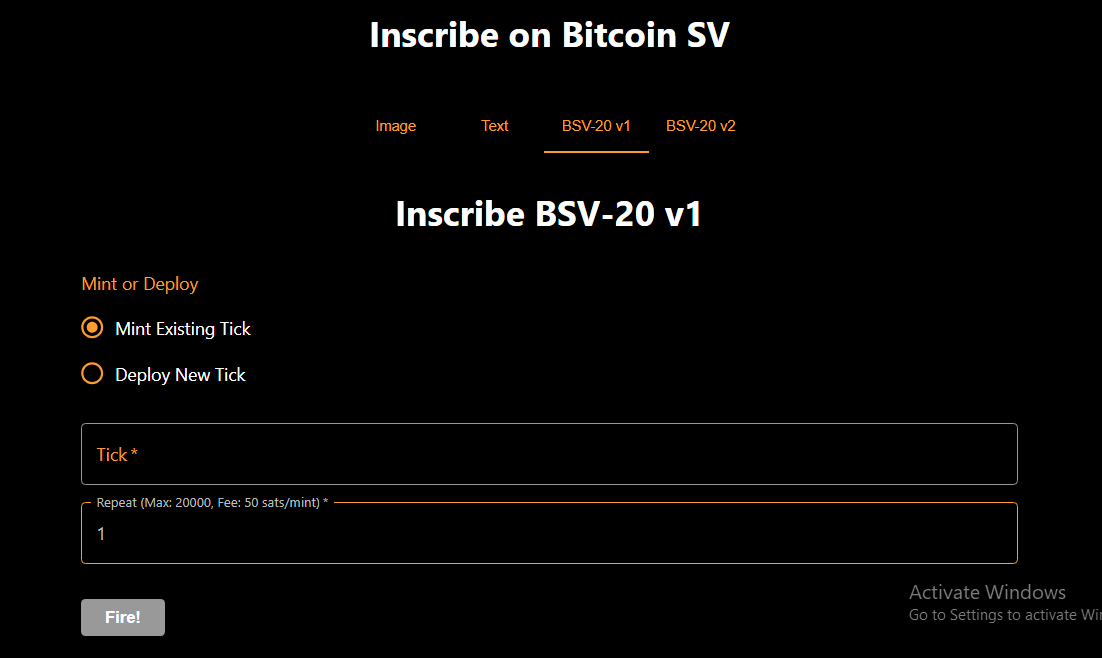 Inscribe on Bitcoin SV
Image Text BSV-20 v1 BSV-20 v2
Inscribe BSV-20 v1
Mint or Deploy
Mint Existing Tick
Deploy New Tick
Tick *
Repeat (Max: 20000, Fee: 50 sats/mint) *
1
Fire!
Activate Windows
Go to Settings to activate